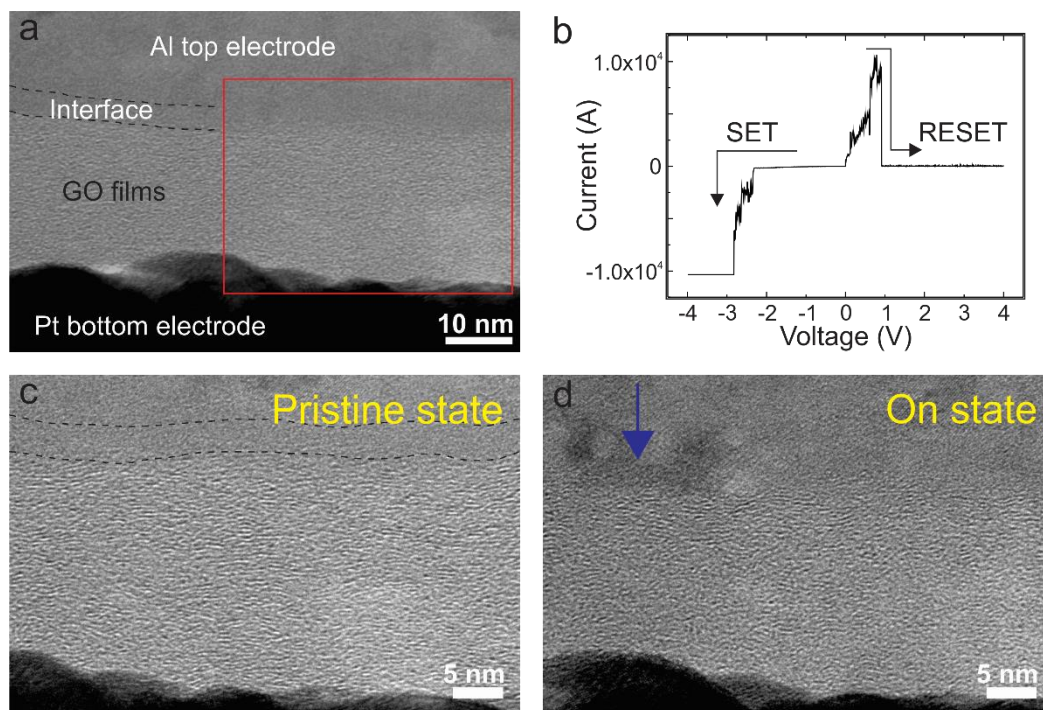 a
Al top electrode
Interface
GO films
Pt bottom electrode
10 nm
b
Current (A)
1.0x10⁴
0
-1.0x10⁴
SET
RESET
-4 -3 -2 -1 0 1 2 3 4
Voltage (V)
c
Pristine state
5 nm
d
On state
5 nm